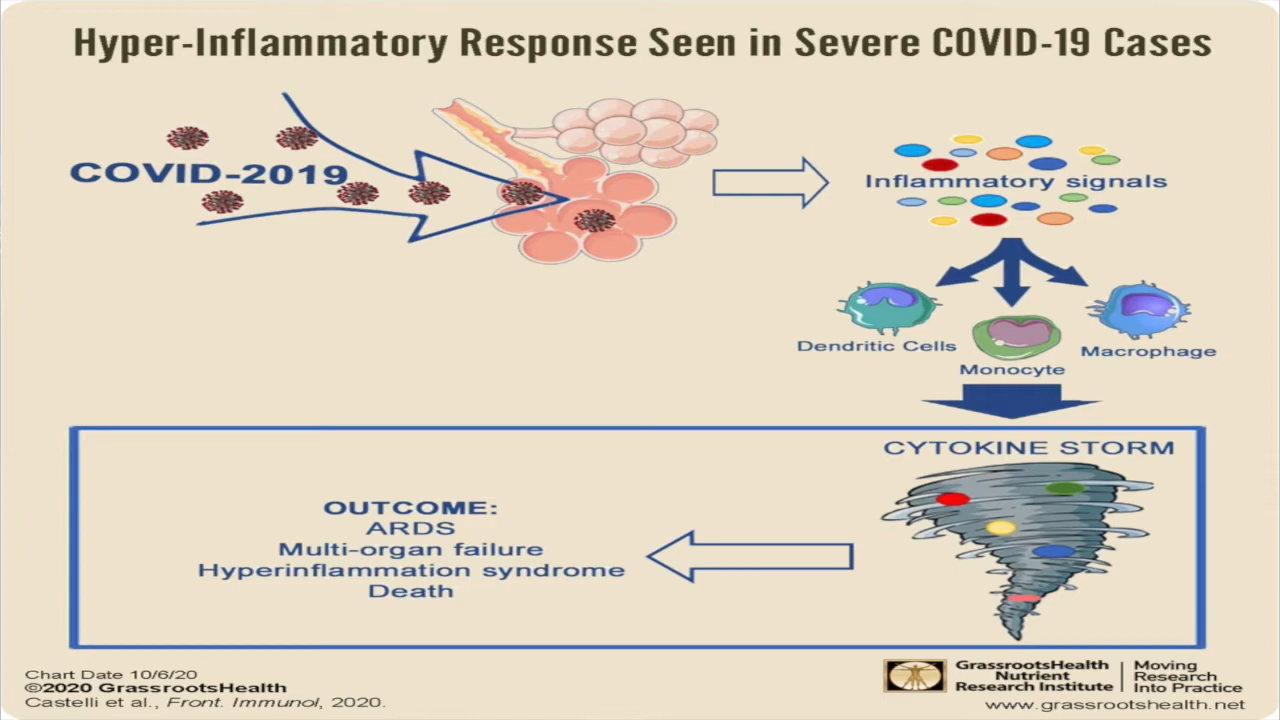 Hyper-Inflammatory Response Seen in Severe COVID-19 Cases
COVID-2019
Inflammatory signals
Dendritic Cells
Monocyte
Macrophage
CYTOKINE STORM
OUTCOME:
ARDS
Multi-organ failure
Hyperinflammation syndrome
Death
Chart Date 10/6/20
©2020 GrassrootsHealth
Castelli et al., Front. Immunol, 2020.
GrassrootsHealth
Nutrient
Research Institute
Moving
Research
Into Practice
www.grassrootshealth.net